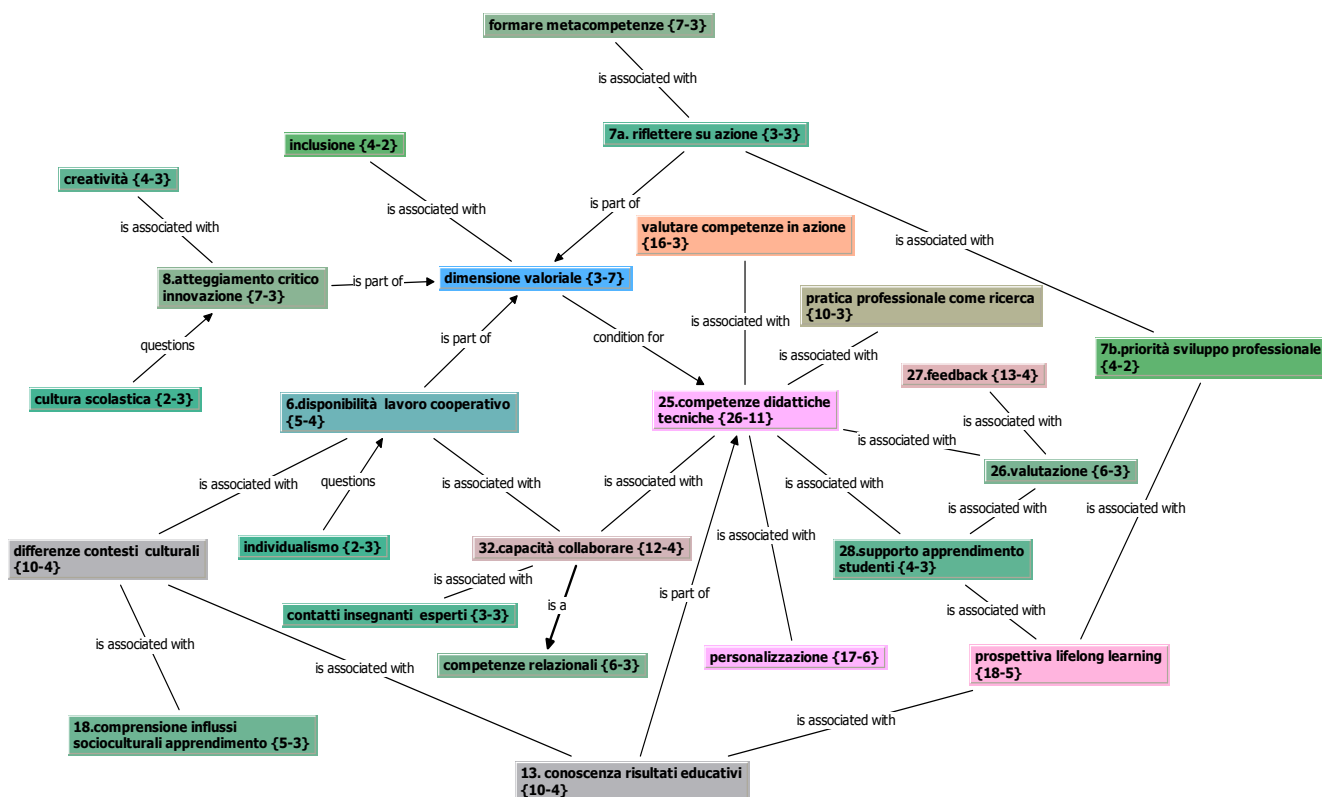 formare metacompetenze {7-3}
is associated with
7a. riflettere su azione {3-3}
inclusione {4-2}
creatività {4-3}
is part of
is associated with
valutare competenze in azione
{16-3}
is associated with
is associated with
8.atteggiamento critico
innovazione {7-3}
is part of
dimensione valoriale {3-7}
pratica professionale come ricerca
{10-3}
is associated with
is part of
condition for
questions
is associated with
7b.priorità sviluppo professionale
{4-2}
27.feedback {13-4}
cultura scolastica {2-3}
6.disponibilità  lavoro cooperativo
{5-4}
25.competenze didattiche
tecniche {26-11}
is associated with
is associated with
26.valutazione {6-3}
is associated with
questions
is associated with
is associated with
is associated with
is associated with
is associated with
is associated with
differenze contesti  culturali
{10-4}
individualismo {2-3}
32.capacità collaborare {12-4}
28.supporto apprendimento
studenti {4-3}
is associated with
is a
is part of
contatti insegnanti  esperti {3-3}
is associated with
is associated with
competenze relazionali {6-3}
personalizzazione {17-6}
prospettiva lifelong learning
{18-5}
is associated with
18.comprensione influssi
socioculturali apprendimento {5-3}
is associated with
13. conoscenza risultati educativi
{10-4}